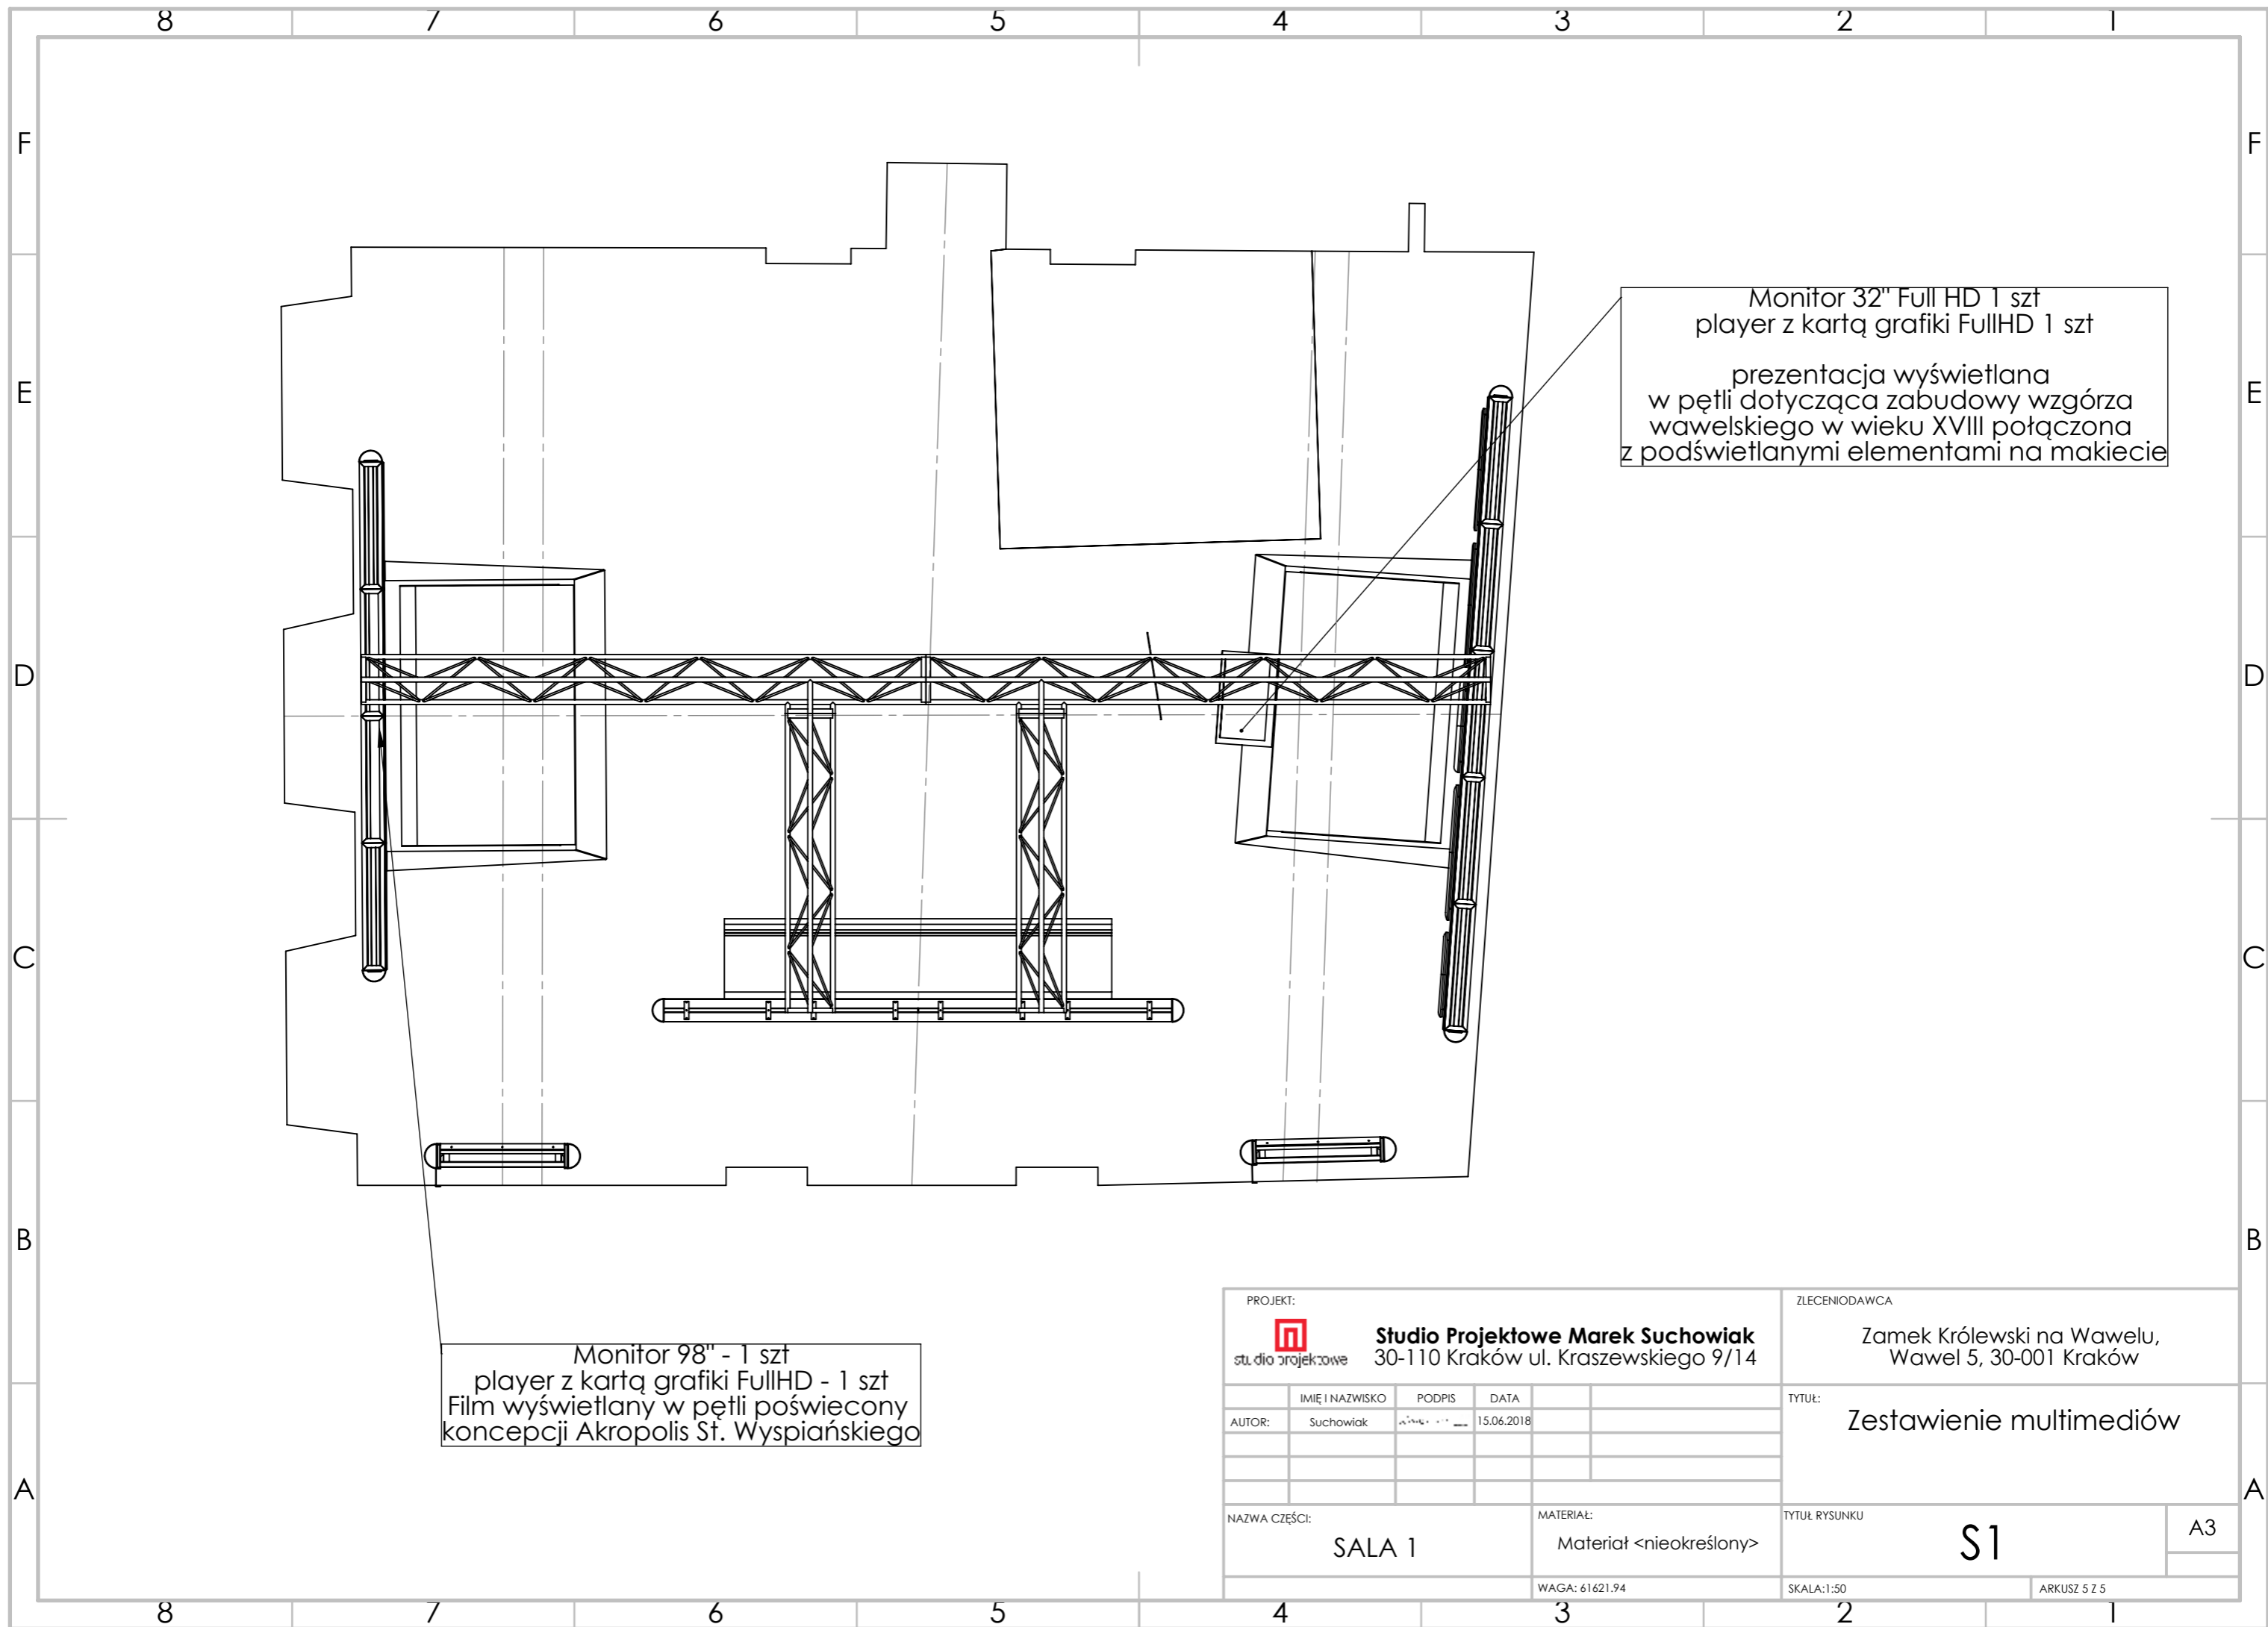 8 7 6 5 4 3 2 1
F F
E E
D D
C C
B B
A A
Monitor 32" Full HD 1 szt
player z kartą grafiki FullHD 1 szt
prezentacja wyświetlana
w pętli dotycząca zabudowy wzgórza
wawelskiego w wieku XVIII połączona
z podświetlanymi elementami na makiecie
Monitor 98" - 1 szt
player z kartą grafiki FullHD - 1 szt
Film wyświetlany w pętli poświecony
koncepcji Akropolis St. Wyspiańskiego
PROJEKT:
studio projektowe
Studio Projektowe Marek Suchowiak
30-110 Kraków ul. Kraszewskiego 9/14
ZLECENIODAWCA
Zamek Królewski na Wawelu,
Wawel 5, 30-001 Kraków
IMIĘ I NAZWISKO PODPIS DATA
AUTOR: Suchowiak 15.06.2018
TYTUŁ:
Zestawienie multimediów
NAZWA CZĘŚCI:
SALA 1
MATERIAŁ:
Materiał <nieokreślony>
TYTUŁ RYSUNKU
S1
A3
WAGA: 61621.94
SKALA:1:50
ARKUSZ 5 Z 5
8 7 6 5 4 3 2 1